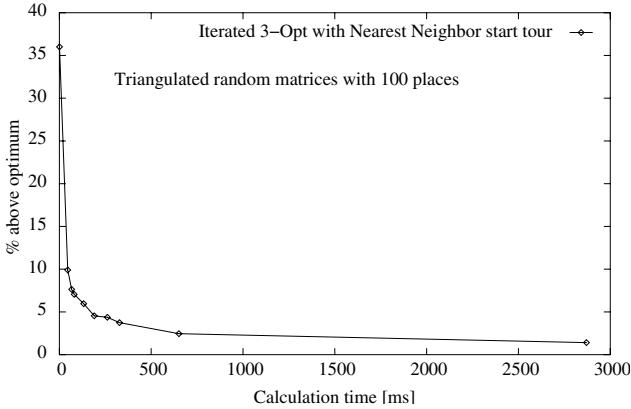 Iterated 3−Opt with Nearest Neighbor start tour
Triangulated random matrices with 100 places
% above optimum
40
35
30
25
20
15
10
5
0
0 500 1000 1500 2000 2500 3000
Calculation time [ms]